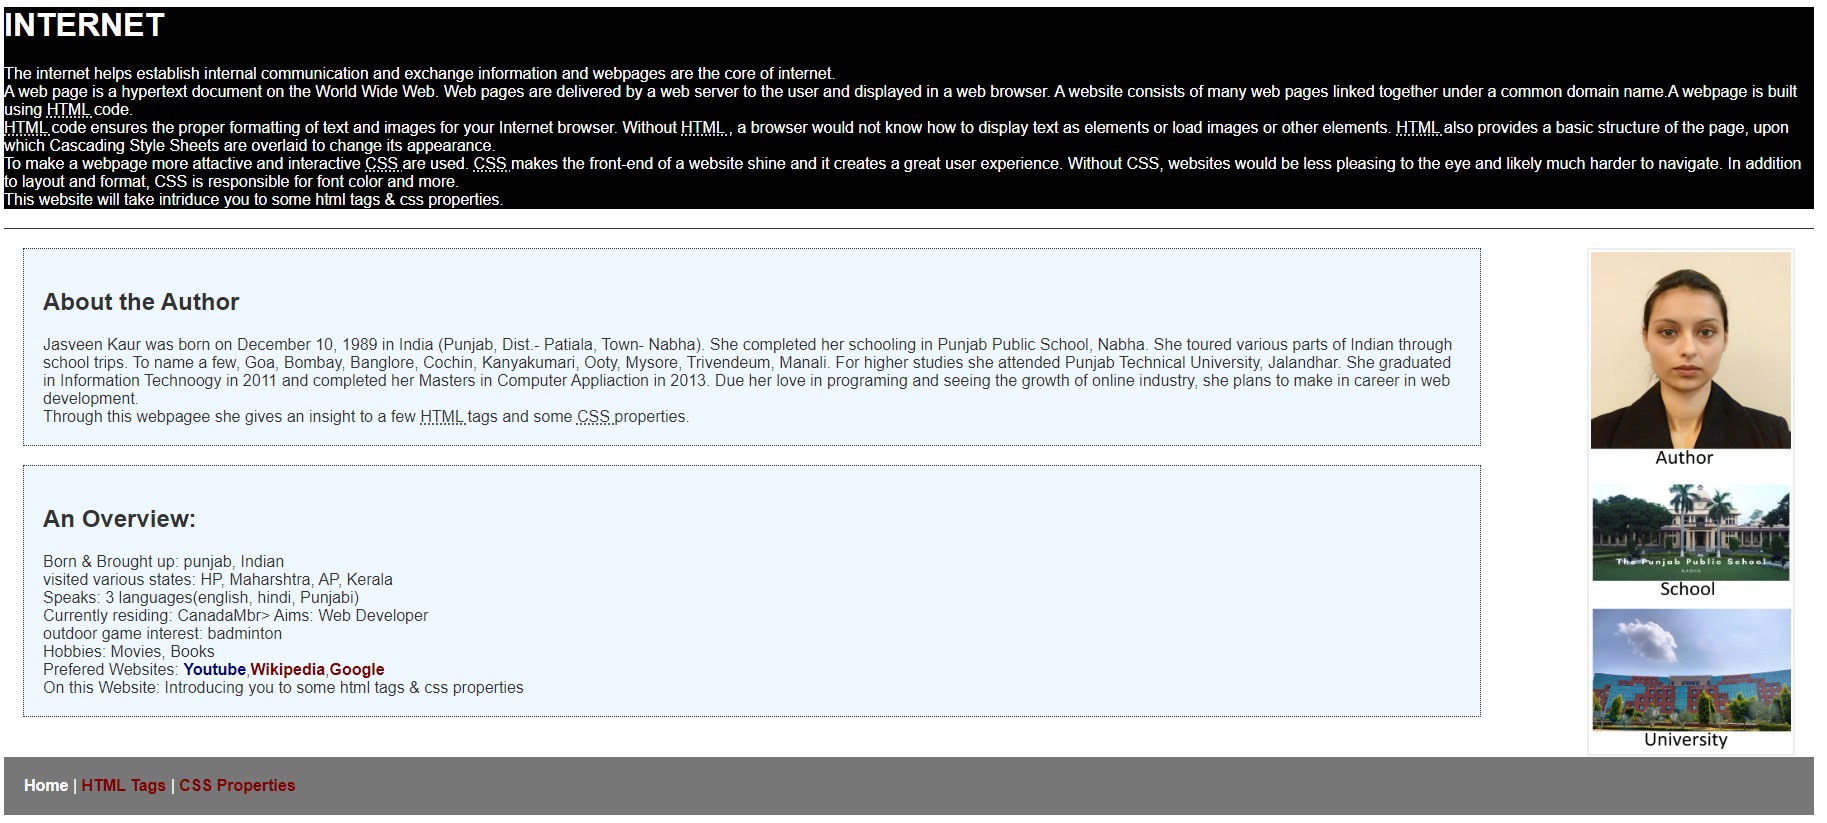 INTERNET
The internet helps establish internal communication and exchange information and webpages are the core of internet.
A web page is a hypertext document on the World Wide Web. Web pages are delivered by a web server to the user and displayed in a web browser. A website consists of many web pages linked together under a common domain name.A webpage is built
using HTML code.
HTML code ensures the proper formatting of text and images for your Internet browser. Without HTML , a browser would not know how to display text as elements or load images or other elements. HTML also provides a basic structure of the page, upon
which Cascading Style Sheets are overlaid to change its appearance.
To make a webpage more attactive and interactive CSS are used. CSS makes the front-end of a website shine and it creates a great user experience. Without CSS, websites would be less pleasing to the eye and likely much harder to navigate. In addition
to layout and format, CSS is responsible for font color and more.
This website will take intriduce you to some html tags & css properties.
About the Author
Jasveen Kaur was born on December 10, 1989 in India (Punjab, Dist.- Patiala, Town- Nabha). She completed her schooling in Punjab Public School, Nabha. She toured various parts of Indian through
school trips. To name a few, Goa, Bombay, Banglore, Cochin, Kanyakumari, Ooty, Mysore, Trivendeum, Manali. For higher studies she attended Punjab Technical University, Jalandhar. She graduated
in Information Technoogy in 2011 and completed her Masters in Computer Appliaction in 2013. Due her love in programing and seeing the growth of online industry, she plans to make in career in web
development.
Through this webpagee she gives an insight to a few HTML tags and some CSS properties.
An Overview:
Born & Brought up: punjab, Indian
visited various states: HP, Maharshtra, AP, Kerala
Speaks: 3 languages(english, hindi, Punjabi)
Currently residing: CanadaMbr> Aims: Web Developer
outdoor game interest: badminton
Hobbies: Movies, Books
Prefered Websites: Youtube,Wikipedia,Google
On this Website: Introducing you to some html tags & css properties
Author
The Punjab Public School
NABHA
School
University
Home | HTML Tags | CSS Properties